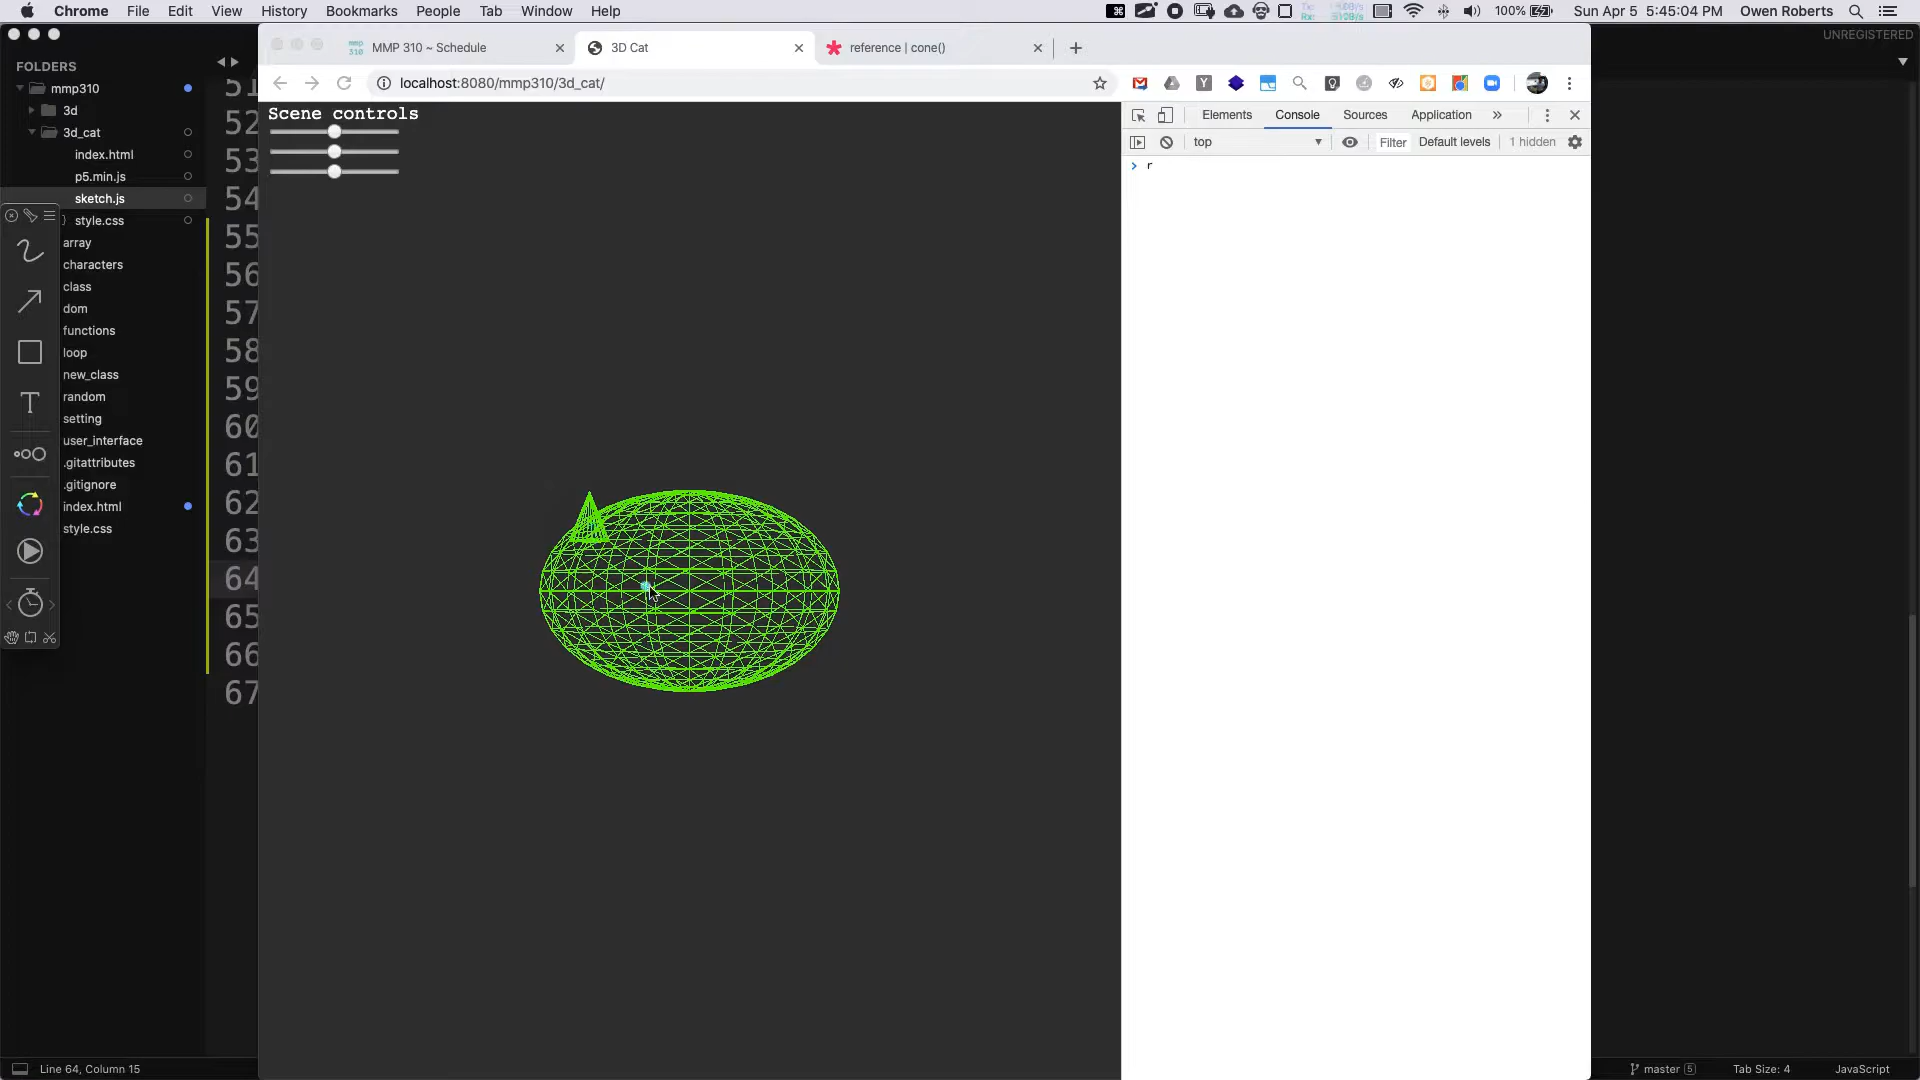 Chrome File Edit View History Bookmarks People Tab Window Help
100% Sun Apr 5 5:45:04 PM Owen Roberts
UNREGISTERED
FOLDERS
mmp310
3d
3d_cat
index.html
p5.min.js
sketch.js
style.css
array
characters
class
dom
functions
loop
new_class
random
setting
user_interface
.gitattributes
.gitignore
index.html
style.css
T
51
52
53
54
55
56
57
58
59
60
61
62
63
64
65
66
67
mmp 310 MMP 310 ~ Schedule
3D Cat
reference | cone()
localhost:8080/mmp310/3d_cat/
Scene controls
Elements Console Sources Application
top Filter Default levels 1 hidden
r
Line 64, Column 15
master 5 Tab Size: 4 JavaScript